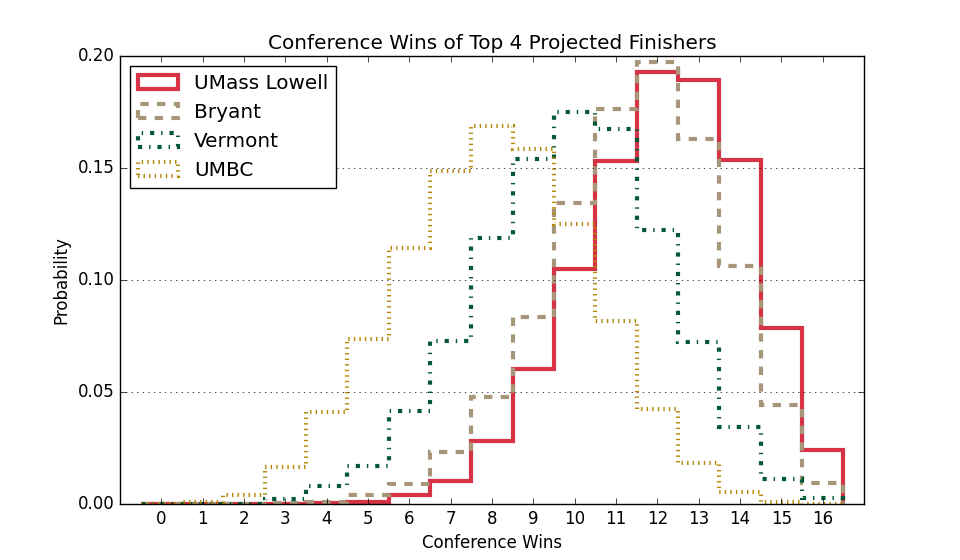 Conference Wins of Top 4 Projected Finishers
UMass Lowell
Bryant
Vermont
UMBC
0.20
0.15
0.10
0.05
0.00
Probability
0 1 2 3 4 5 6 7 8 9 10 11 12 13 14 15 16
Conference Wins